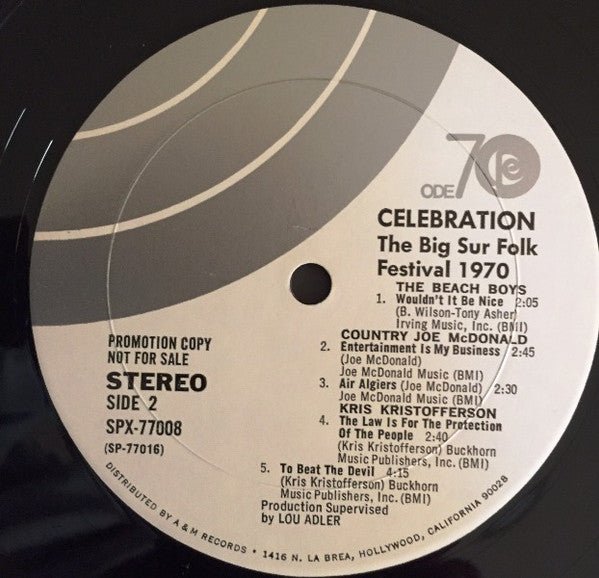 ODE 70
CELEBRATION
The Big Sur Folk
Festival 1970
THE BEACH BOYS
1. Wouldn't It Be Nice 2:05
(B. Wilson-Tony Asher)
Irving Music, Inc. (BMI)
COUNTRY JOE McDONALD
2. Entertainment Is My Business 2:45
(Joe McDonald)
Joe McDonald Music (BMI)
3. Air Algiers (Joe McDonald) 2:30
Joe McDonald Music (BMI)
KRIS KRISTOFFERSON
4. The Law Is For The Protection
Of The People 2:40
(Kris Kristofferson) Buckhorn
Music Publishers, Inc. (BMI)
5. To Beat The Devil 4:15
(Kris Kristofferson) Buckhorn
Music Publishers, Inc. (BMI)
Production Supervised
by LOU ADLER
PROMOTION COPY
NOT FOR SALE
STEREO
SIDE 2
SPX-77008
(SP-77016)
DISTRIBUTED BY A & M RECORDS • 1416 N. LA BREA, HOLLYWOOD, CALIFORNIA 90028